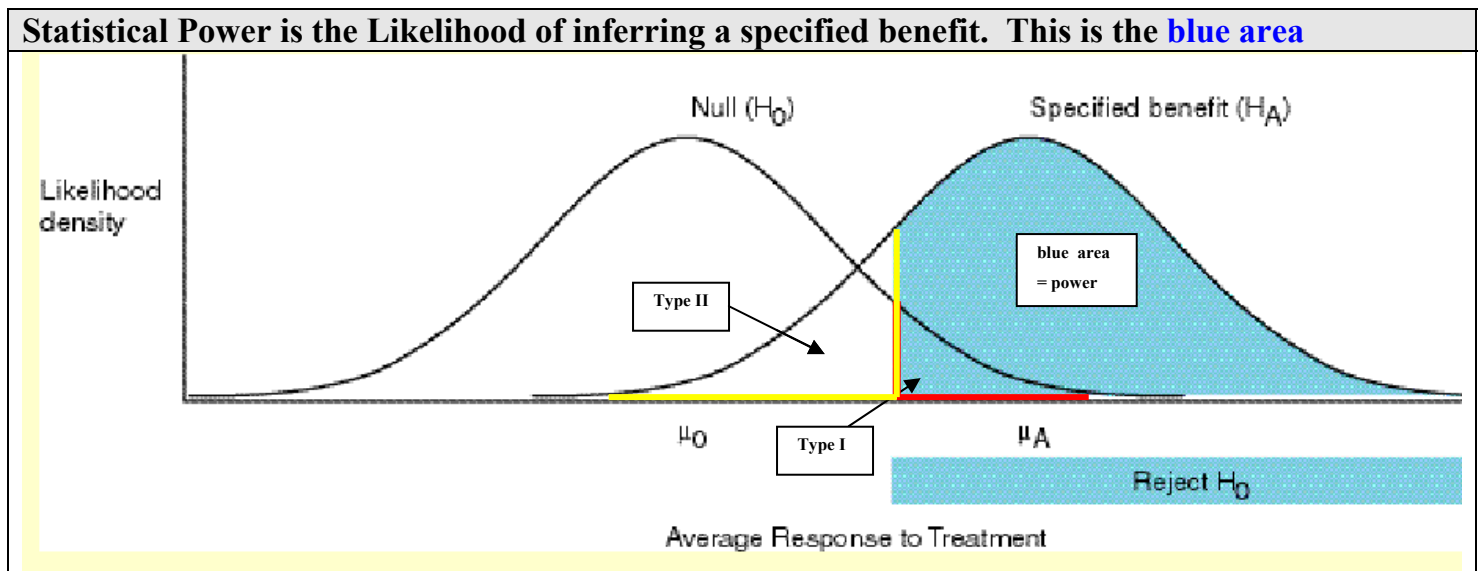 Statistical Power is the Likelihood of inferring a specified benefit.  This is the blue area
Null (H0)
Specified benefit (HA)
Likelihood
density
blue area
= power
Type II
Type I
μ0
μA
Reject H0
Average Response to Treatment